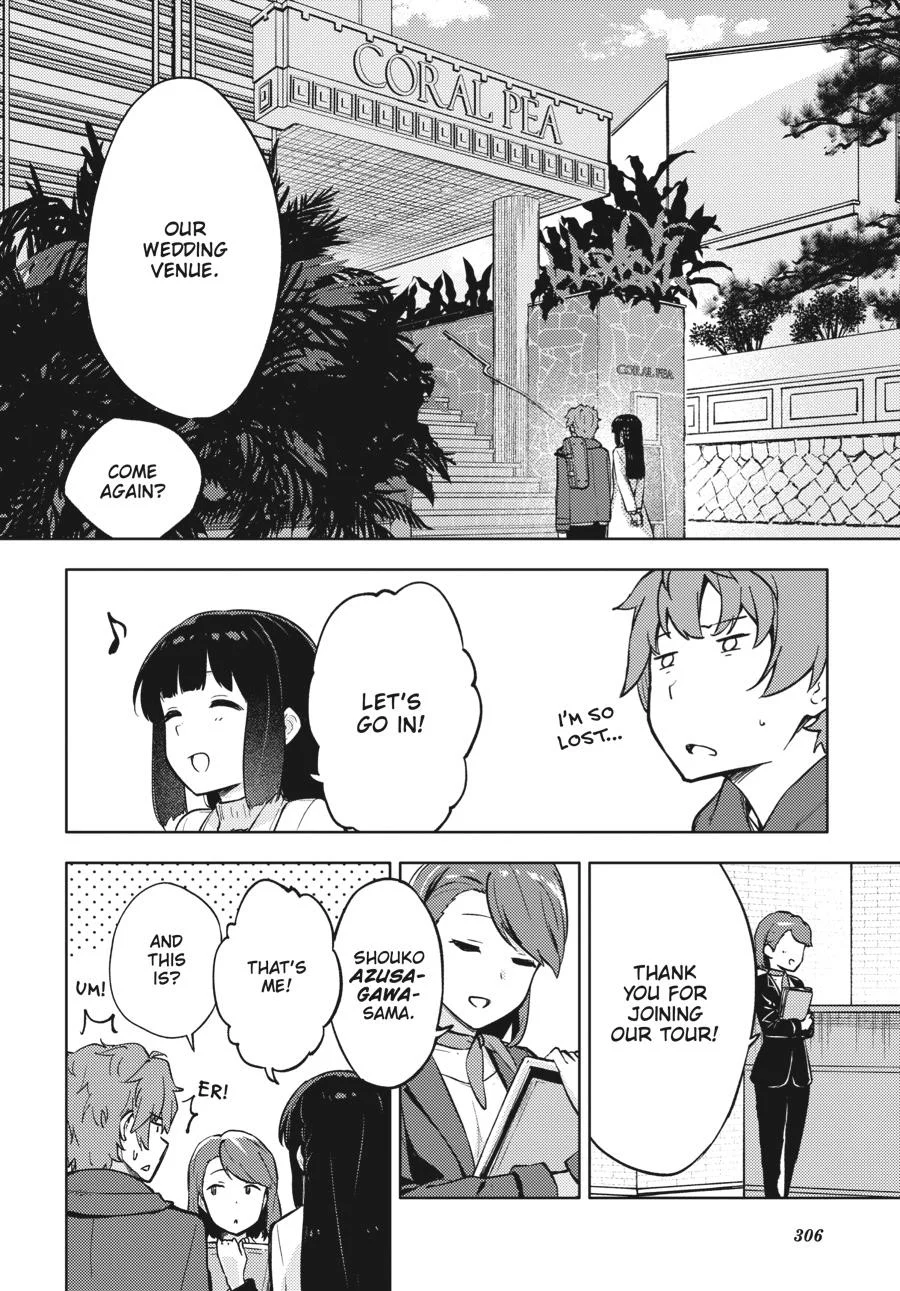 CORAL PEA
OUR
WEDDING
VENUE.
CORAL PEA
COME
AGAIN?
I'M SO
LOST...
LET'S
GO IN!
THANK
YOU FOR
JOINING
OUR TOUR!
SHOUKO
AZUSA-
GAWA-
SAMA.
THAT'S
ME!
AND
THIS
IS?
UM!
ER!
306